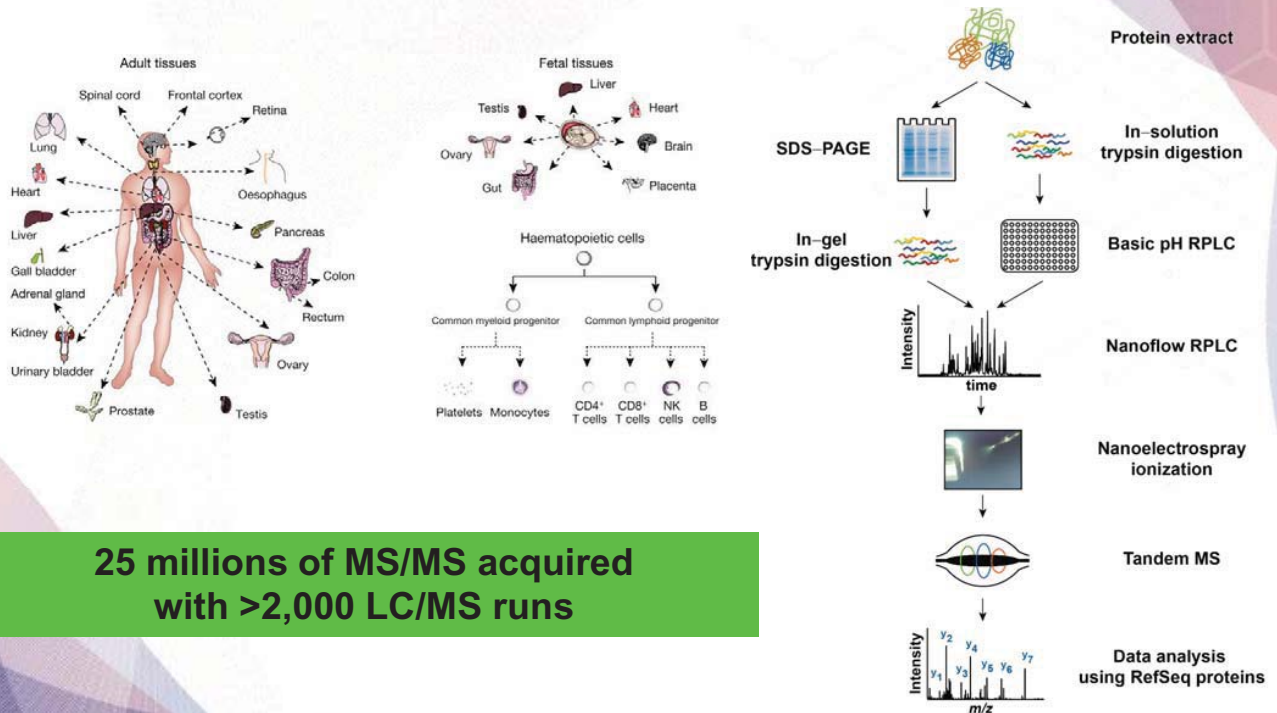 Adult tissues
Spinal cord
Frontal cortex
Retina
Lung
Heart
Oesophagus
Liver
Pancreas
Gall bladder
Colon
Adrenal gland
Rectum
Kidney
Ovary
Urinary bladder
Prostate
Testis
Fetal tissues
Liver
Testis
Heart
Ovary
Brain
Gut
Placenta
Haematopoietic cells
Common myeloid progenitor
Common lymphoid progenitor
Platelets
Monocytes
CD4⁺
T cells
CD8⁺
T cells
NK
cells
B
cells
25 millions of MS/MS acquired
with >2,000 LC/MS runs
Protein extract
SDS–PAGE
In–solution
trypsin digestion
In–gel
trypsin digestion
Basic pH RPLC
Intensity
time
Nanoflow RPLC
Nanoelectrospray
ionization
Tandem MS
Intensity
y₁
y₂
y₃
y₄
y₅
y₆
y₇
m/z
Data analysis
using RefSeq proteins